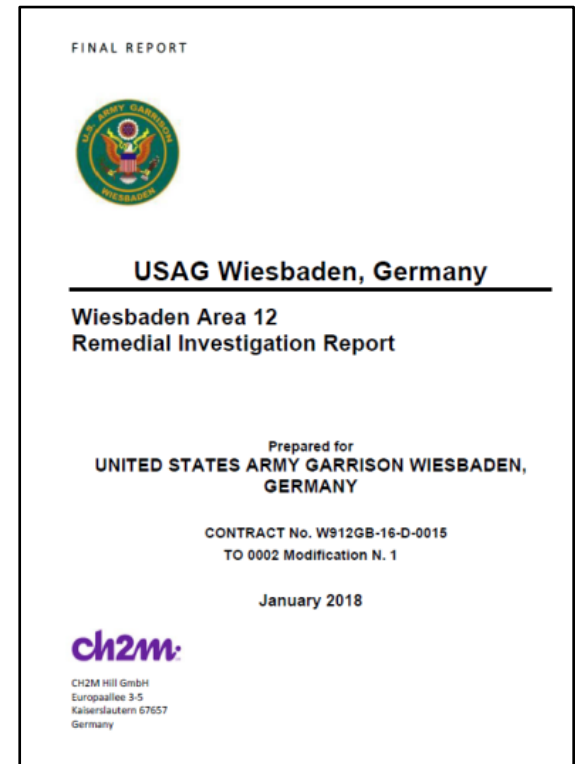 FINAL REPORT
U.S. ARMY GARRISON
WIESBADEN
USAG Wiesbaden, Germany
Wiesbaden Area 12
Remedial Investigation Report
Prepared for
UNITED STATES ARMY GARRISON WIESBADEN,
GERMANY
CONTRACT No. W912GB-16-D-0015
TO 0002 Modification N. 1
January 2018
ch2m:
CH2M Hill GmbH
Europaallee 3-5
Kaiserslautern 67657
Germany